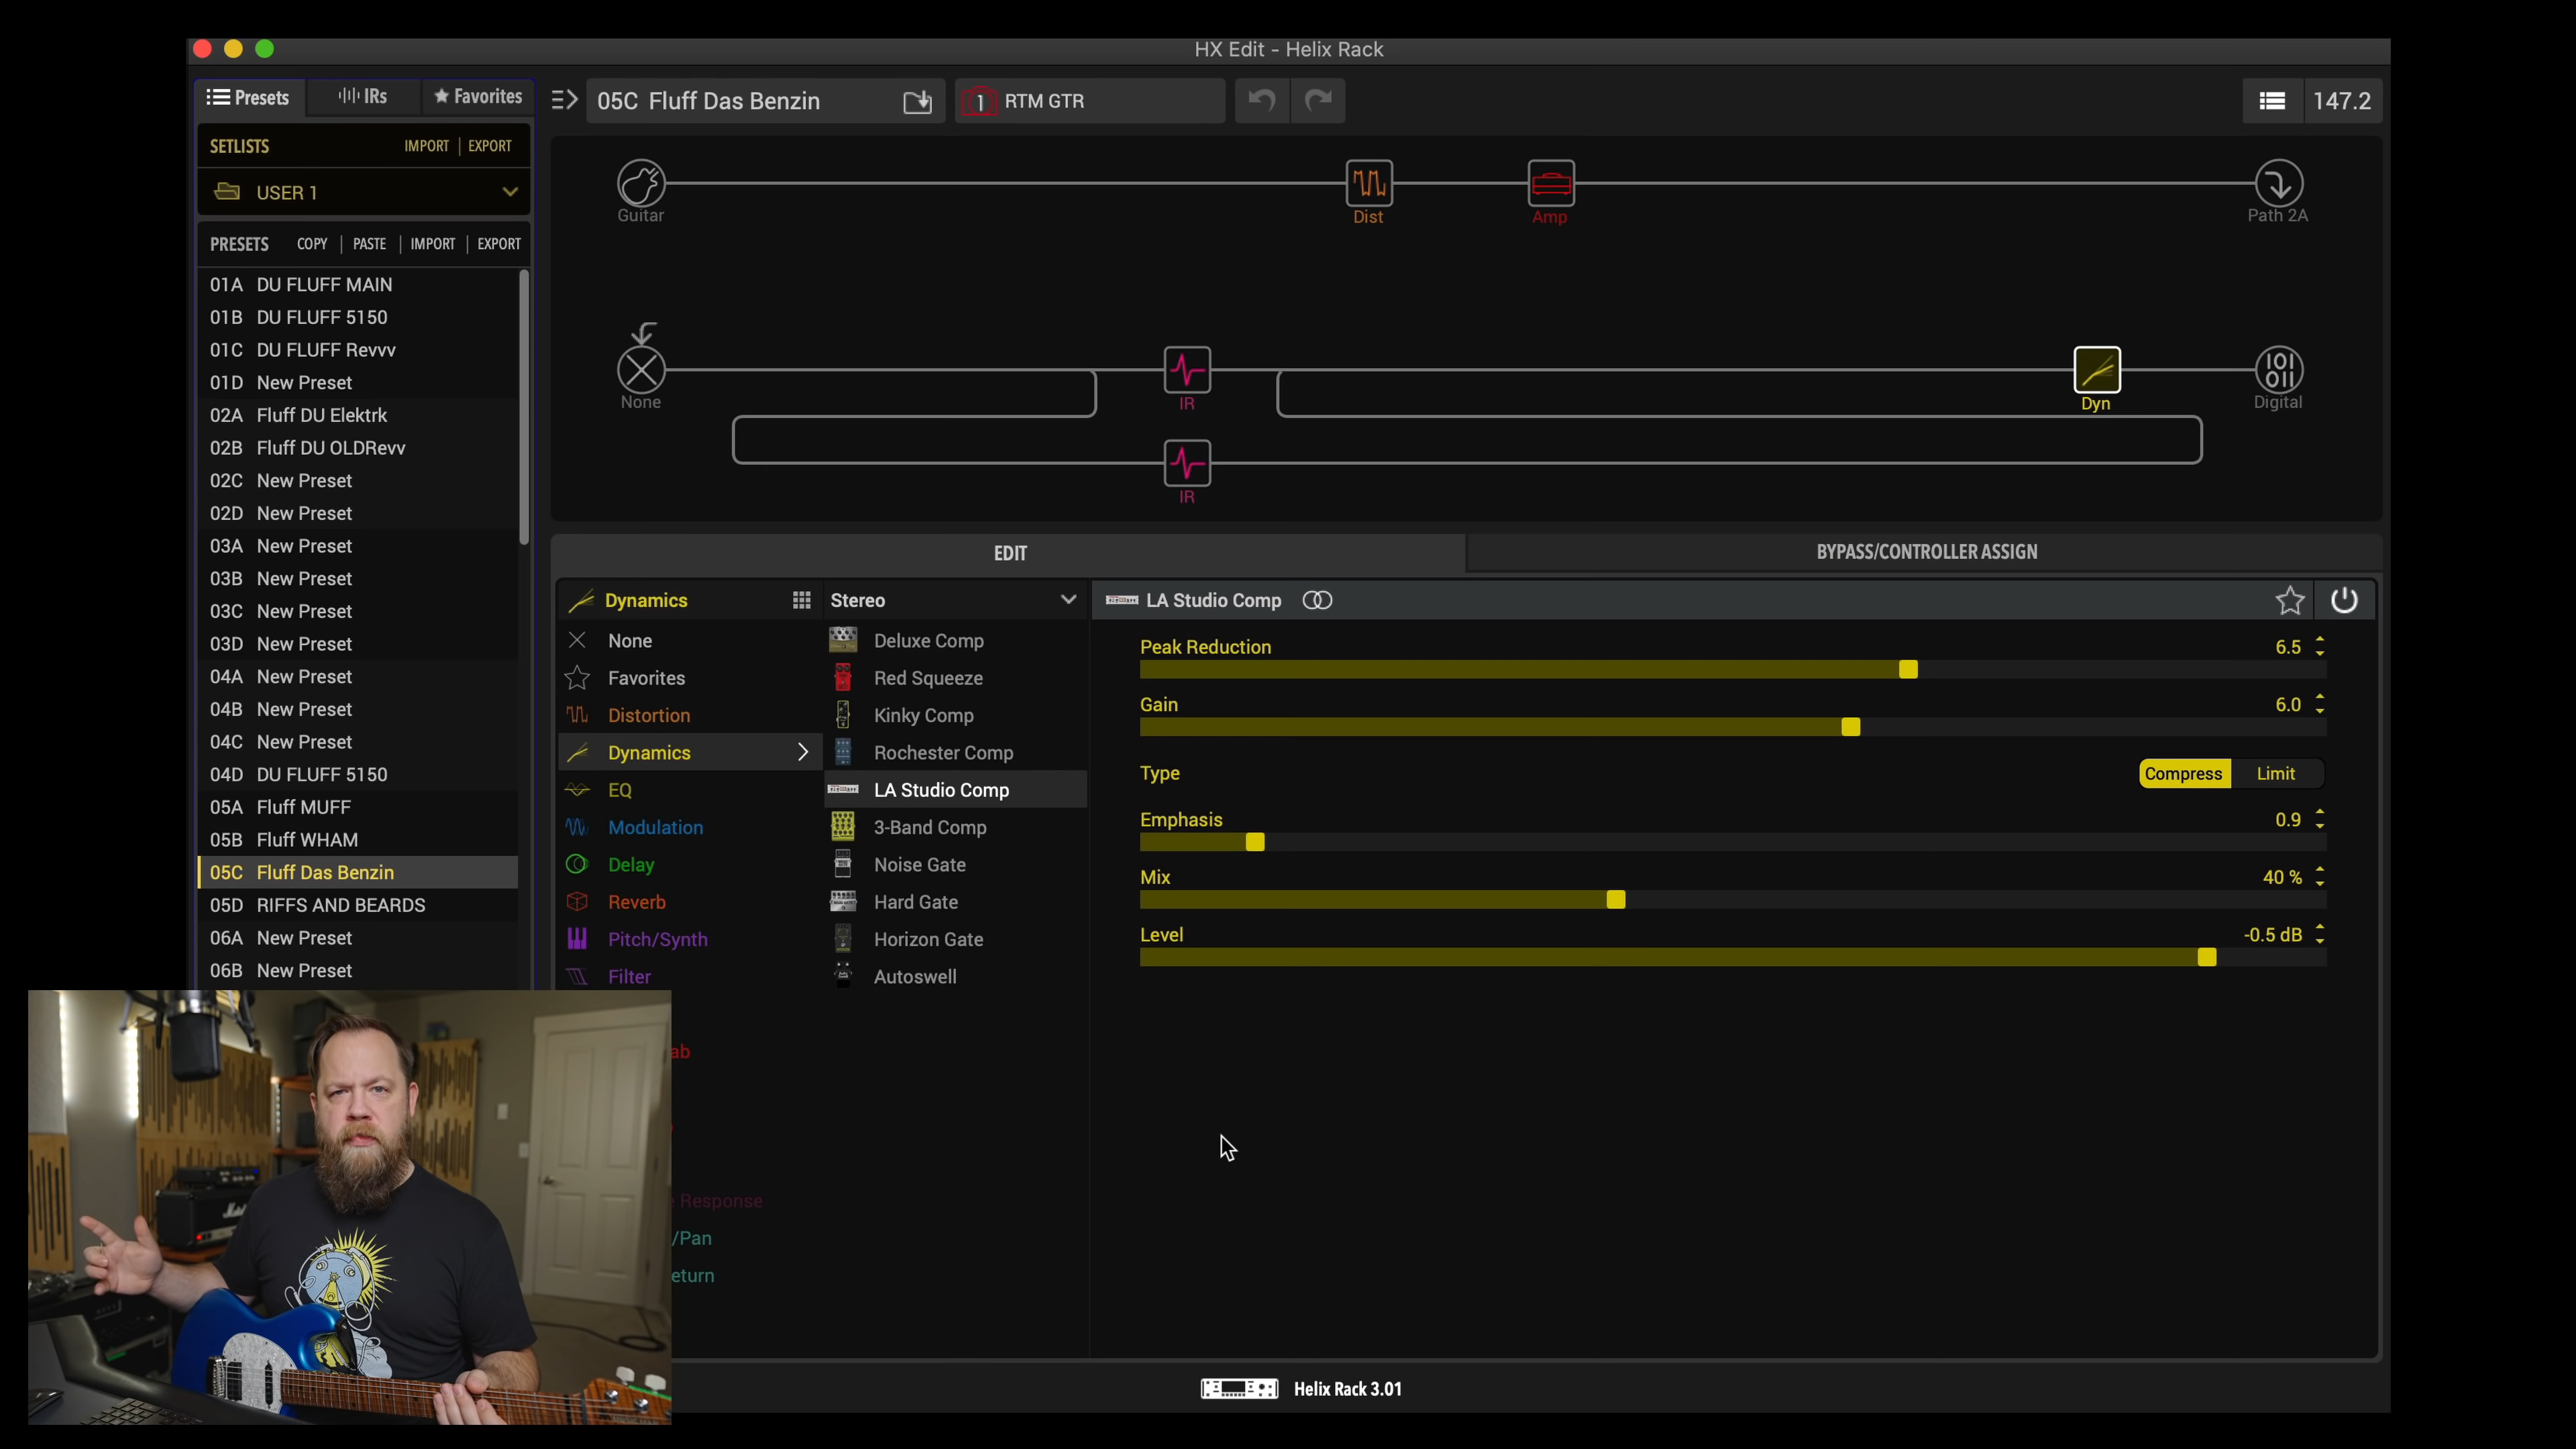 HX Edit - Helix Rack
Presets IRs Favorites
05C Fluff Das Benzin
1 RTM GTR
147.2
SETLISTS IMPORT | EXPORT
USER 1
PRESETS COPY | PASTE | IMPORT | EXPORT
01A DU FLUFF MAIN
01B DU FLUFF 5150
01C DU FLUFF Revvv
01D New Preset
02A Fluff DU Elektrk
02B Fluff DU OLDRevv
02C New Preset
02D New Preset
03A New Preset
03B New Preset
03C New Preset
03D New Preset
04A New Preset
04B New Preset
04C New Preset
04D DU FLUFF 5150
05A Fluff MUFF
05B Fluff WHAM
05C Fluff Das Benzin
05D RIFFS AND BEARDS
06A New Preset
06B New Preset
Guitar
Dist
Amp
Path 2A
None
IR
Dyn
Digital
IR
EDIT
BYPASS/CONTROLLER ASSIGN
Dynamics
None
Favorites
Distortion
Dynamics
EQ
Modulation
Delay
Reverb
Pitch/Synth
Filter
ab
Response
/Pan
eturn
Stereo
Deluxe Comp
Red Squeeze
Kinky Comp
Rochester Comp
LA Studio Comp
3-Band Comp
Noise Gate
Hard Gate
Horizon Gate
Autoswell
LA Studio Comp
Peak Reduction 6.5
Gain 6.0
Type Compress Limit
Emphasis 0.9
Mix 40 %
Level -0.5 dB
Helix Rack 3.01